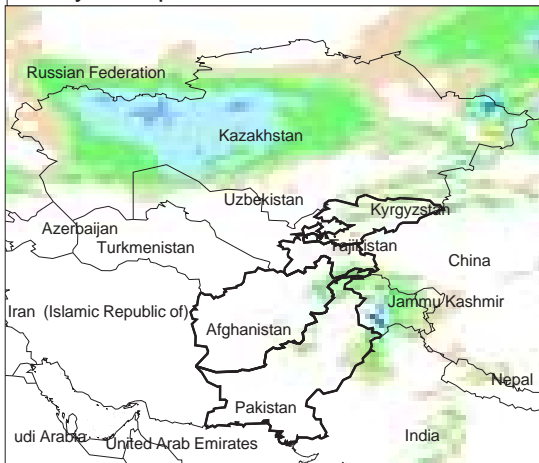 Russian Federation
Kazakhstan
Uzbekistan
Kyrgyzstan
Azerbaijan
Turkmenistan
Tajikistan
China
Iran (Islamic Republic of)
Jammu Kashmir
Afghanistan
Nepal
Pakistan
udi Arabia
United Arab Emirates
India